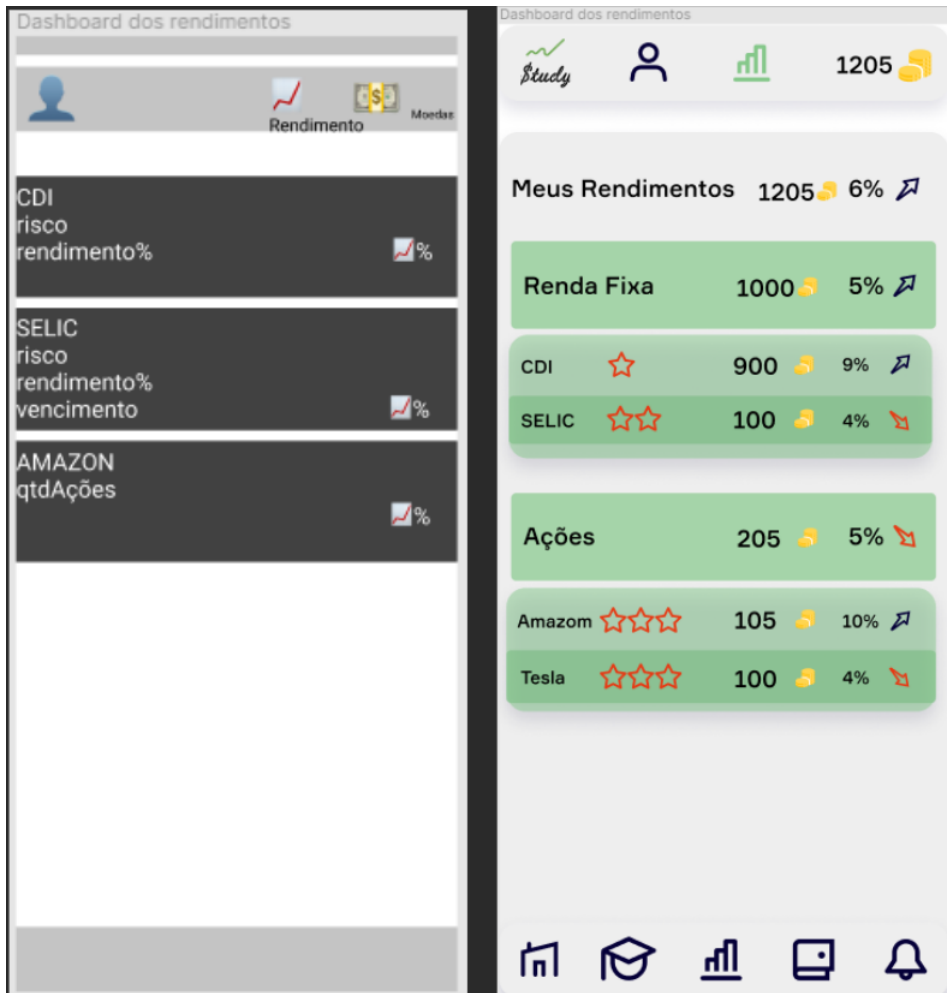 Dashboard dos rendimentos
Rendimento
Moedas
CDI
risco
rendimento%
%
SELIC
risco
rendimento%
vencimento
%
AMAZON
qtdAções
%
Dashboard dos rendimentos
$tudy
1205
Meus Rendimentos 1205 6%
Renda Fixa 1000 5%
CDI 900 9%
SELIC 100 4%
Ações 205 5%
Amazom 105 10%
Tesla 100 4%